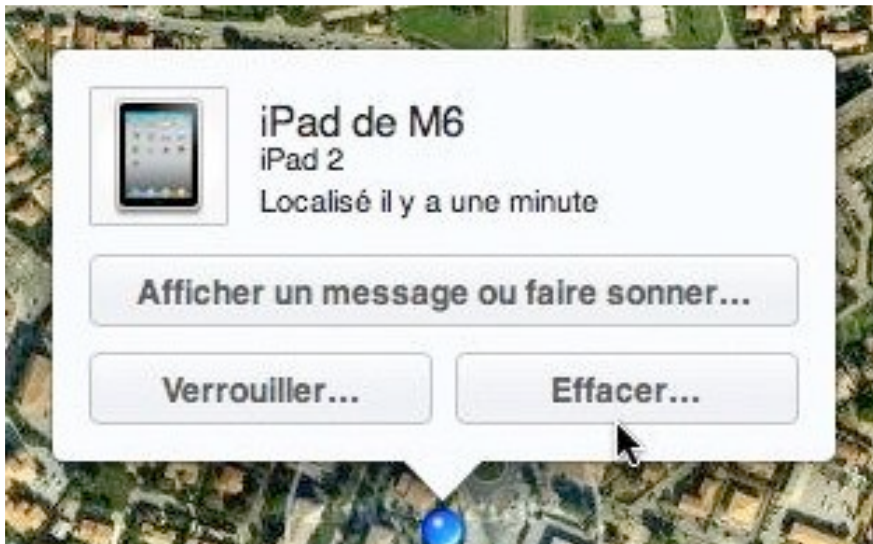 iPad de M6
iPad 2
Localisé il y a une minute
Afficher un message ou faire sonner...
Verrouiller...
Effacer...